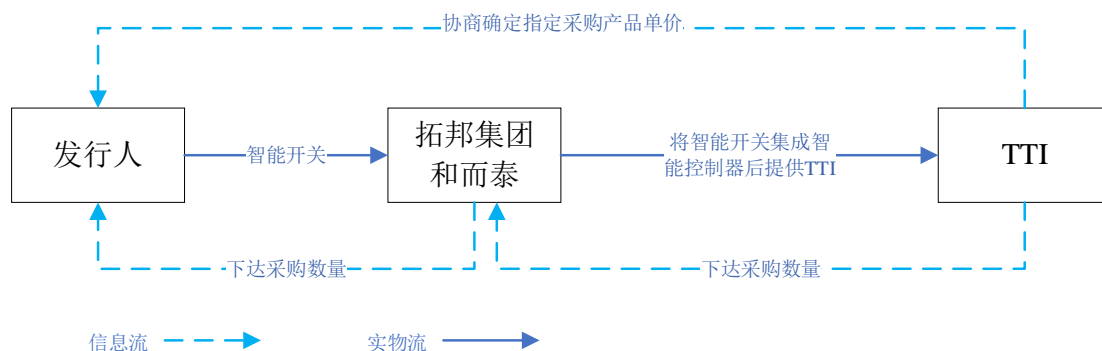 协商确定指定采购产品单价
发行人
智能开关
拓邦集团
和而泰
将智能开关集成智
能控制器后提供TTI
TTI
下达采购数量
下达采购数量
信息流
实物流